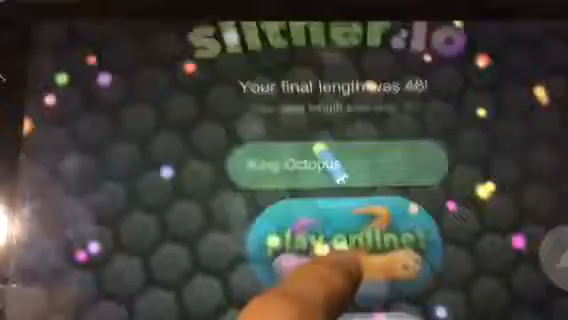 slither.io
Your final length was 48!
King Octopus
play online!